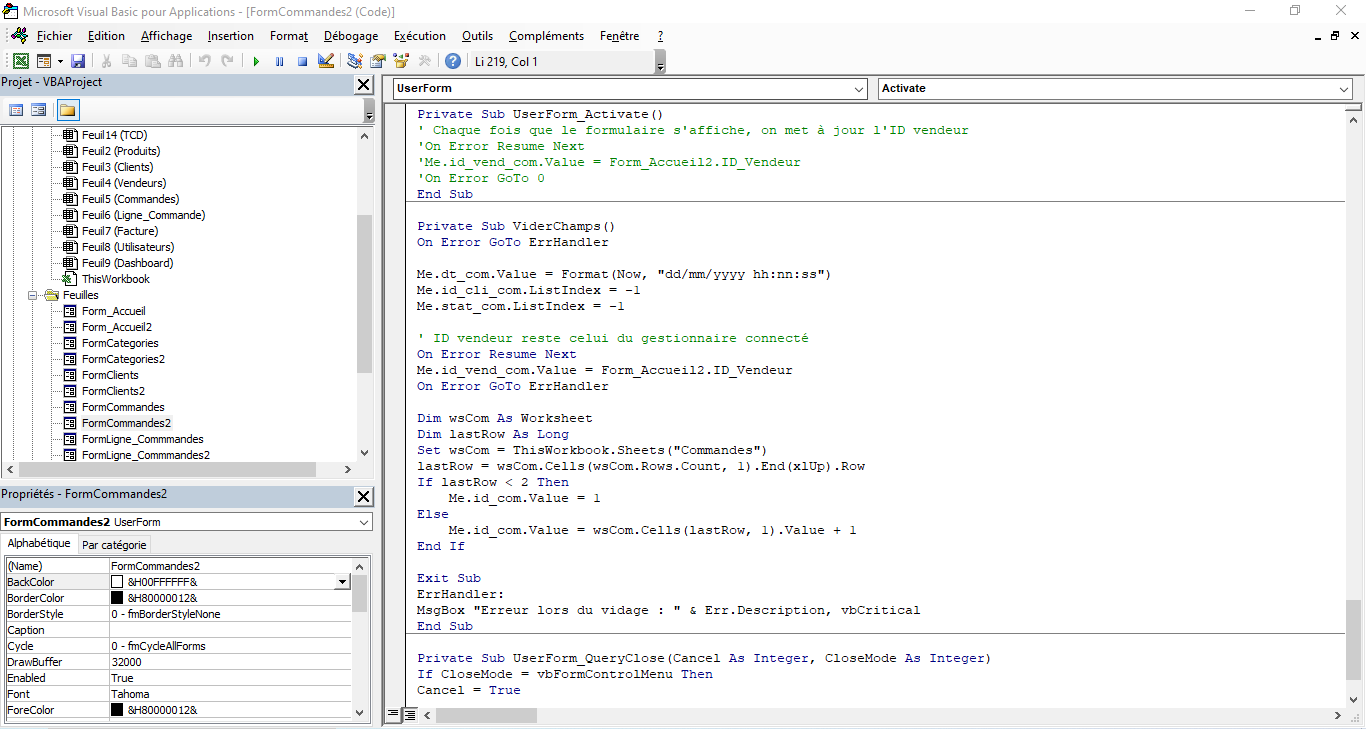 Microsoft Visual Basic pour Applications - [FormCommandes2 (Code)]
Fichier Edition Affichage Insertion Format Débogage Exécution Outils Compléments Fenêtre ?
Li 219, Col 1
Projet - VBAProject
Feuil14 (TCD)
Feuil2 (Produits)
Feuil3 (Clients)
Feuil4 (Vendeurs)
Feuil5 (Commandes)
Feuil6 (Ligne_Commande)
Feuil7 (Facture)
Feuil8 (Utilisateurs)
Feuil9 (Dashboard)
ThisWorkbook
Feuilles
Form_Accueil
Form_Accueil2
FormCategories
FormCategories2
FormClients
FormClients2
FormCommandes
FormCommandes2
FormLigne_Commmandes
FormLigne_Commmandes2
Propriétés - FormCommandes2
FormCommandes2 UserForm
Alphabétique Par catégorie
(Name) FormCommandes2
BackColor &H00FFFFFF&
BorderColor &H80000012&
BorderStyle 0 - fmBorderStyleNone
Caption
Cycle 0 - fmCycleAllForms
DrawBuffer 32000
Enabled True
Font Tahoma
ForeColor &H80000012&
UserForm Activate
Private Sub UserForm_Activate()
' Chaque fois que le formulaire s'affiche, on met à jour l'ID vendeur
'On Error Resume Next
'Me.id_vend_com.Value = Form_Accueil2.ID_Vendeur
'On Error GoTo 0
End Sub
Private Sub ViderChamps()
On Error GoTo ErrHandler
Me.dt_com.Value = Format(Now, "dd/mm/yyyy hh:nn:ss")
Me.id_cli_com.ListIndex = -1
Me.stat_com.ListIndex = -1
' ID vendeur reste celui du gestionnaire connecté
On Error Resume Next
Me.id_vend_com.Value = Form_Accueil2.ID_Vendeur
On Error GoTo ErrHandler
Dim wsCom As Worksheet
Dim lastRow As Long
Set wsCom = ThisWorkbook.Sheets("Commandes")
lastRow = wsCom.Cells(wsCom.Rows.Count, 1).End(xlUp).Row
If lastRow < 2 Then
Me.id_com.Value = 1
Else
Me.id_com.Value = wsCom.Cells(lastRow, 1).Value + 1
End If
Exit Sub
ErrHandler:
MsgBox "Erreur lors du vidage : " & Err.Description, vbCritical
End Sub
Private Sub UserForm_QueryClose(Cancel As Integer, CloseMode As Integer)
If CloseMode = vbFormControlMenu Then
Cancel = True